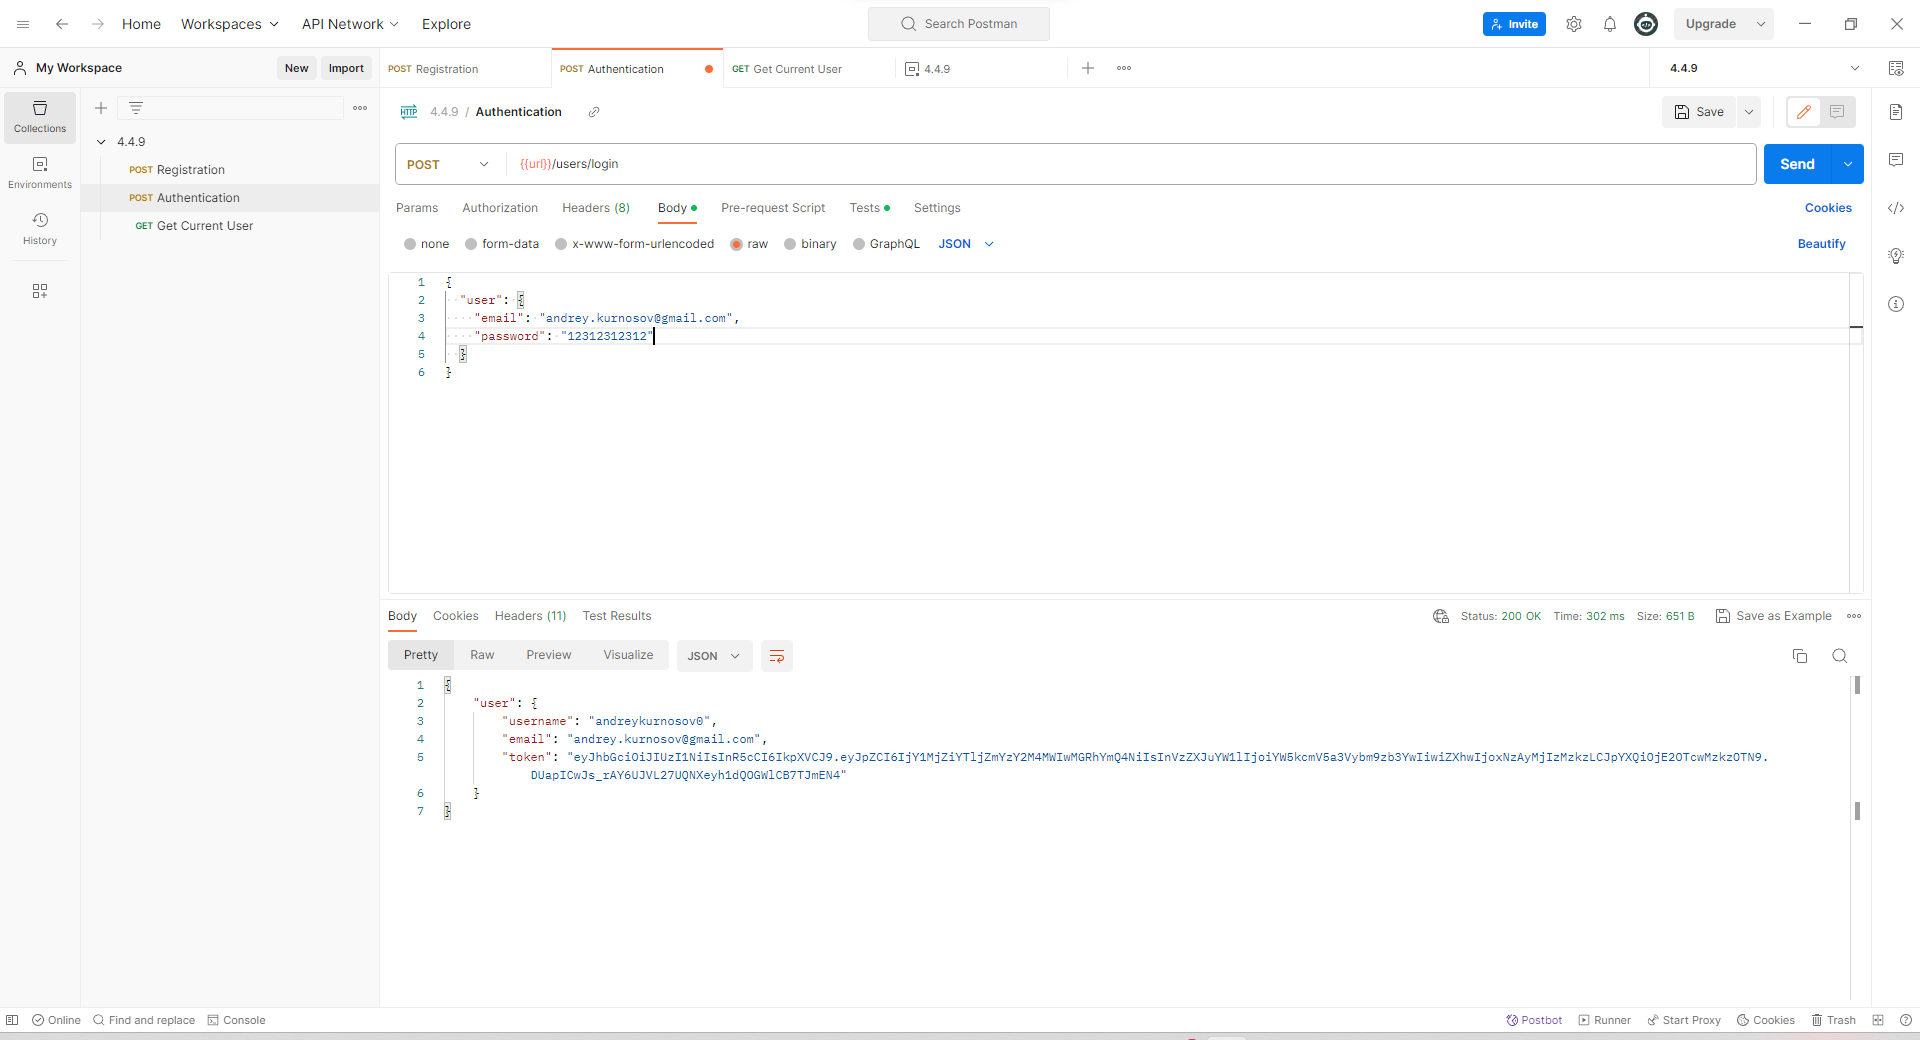 Home Workspaces API Network Explore Search Postman Invite Upgrade
My Workspace New Import POST Registration POST Authentication GET Get Current User 4.4.9 4.4.9
Collections
Environments
History
4.4.9
POST Registration
POST Authentication
GET Get Current User
HTTP 4.4.9 / Authentication Save
POST {{url}}/users/login Send
Params Authorization Headers (8) Body Pre-request Script Tests Settings Cookies
none form-data x-www-form-urlencoded raw binary GraphQL JSON Beautify
1 {
2 "user": {
3 "email": "andrey.kurnosov@gmail.com",
4 "password": "12312312312"
5 }
6 }
Body Cookies Headers (11) Test Results Status: 200 OK Time: 302 ms Size: 651 B Save as Example
Pretty Raw Preview Visualize JSON
1 {
2 "user": {
3 "username": "andreykurnosov0",
4 "email": "andrey.kurnosov@gmail.com",
5 "token": "eyJhbGciOiJIUzI1NiIsInR5cCI6IkpXVCJ9.eyJpZCI6IjY1MjZiYTljZmYzY2M4MWIwMGRhYmQ4NiIsInVzZXJuYW1lIjoiYW5kcmV5a3Vybm9zb3YwIiwiZXhwIjoxNzAyMjIzMzkzLCJpYXQiOjE2OTcwMzkzOTN9.
DUapICwJs_rAY6UJVL27UQNXeyh1dQOGWlCB7TJmEN4"
6 }
7 }
Online Find and replace Console Postbot Runner Start Proxy Cookies Trash